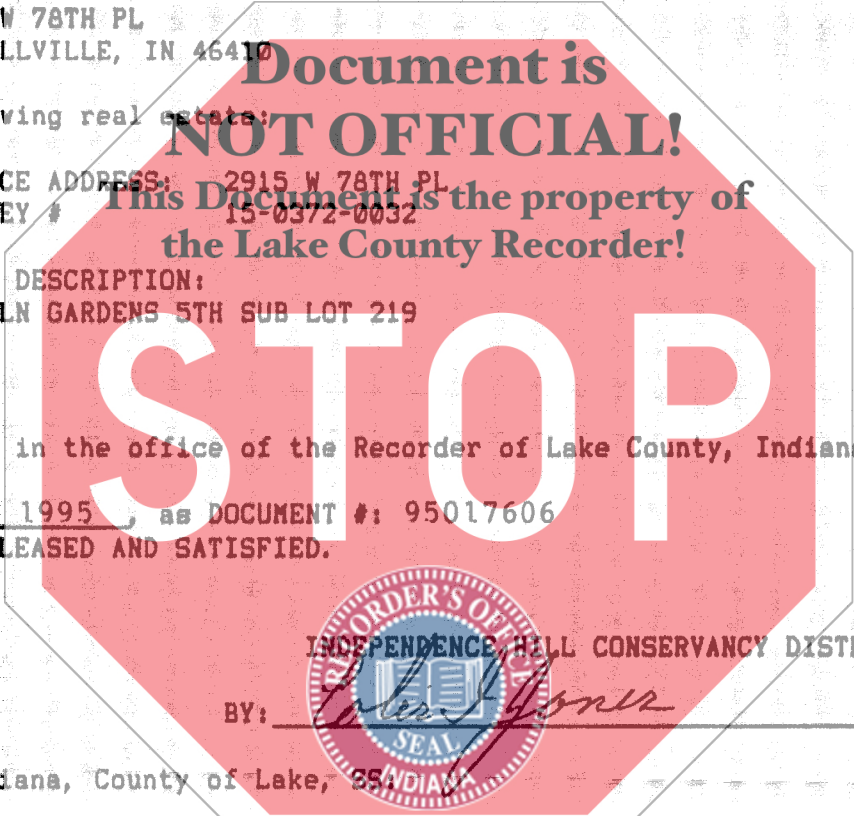 W 78TH PL
LLVILLE, IN 46410
Document is
wing real estate:
NOT OFFICIAL!
CE ADDRESS: 2915 W 78TH PL
This Document is the property of
EY # 15-0372-0032
the Lake County Recorder!
DESCRIPTION:
LN GARDENS 5TH SUB LOT 219
STOP
in the office of the Recorder of Lake County, Indiana
1995, as DOCUMENT #: 95017606
LEASED AND SATISFIED.
RECORDER'S OFFICE
INDEPENDENCE HILL CONSERVANCY DISTR
BY:
SEAL
INDIANA
iana, County of Lake, SS: